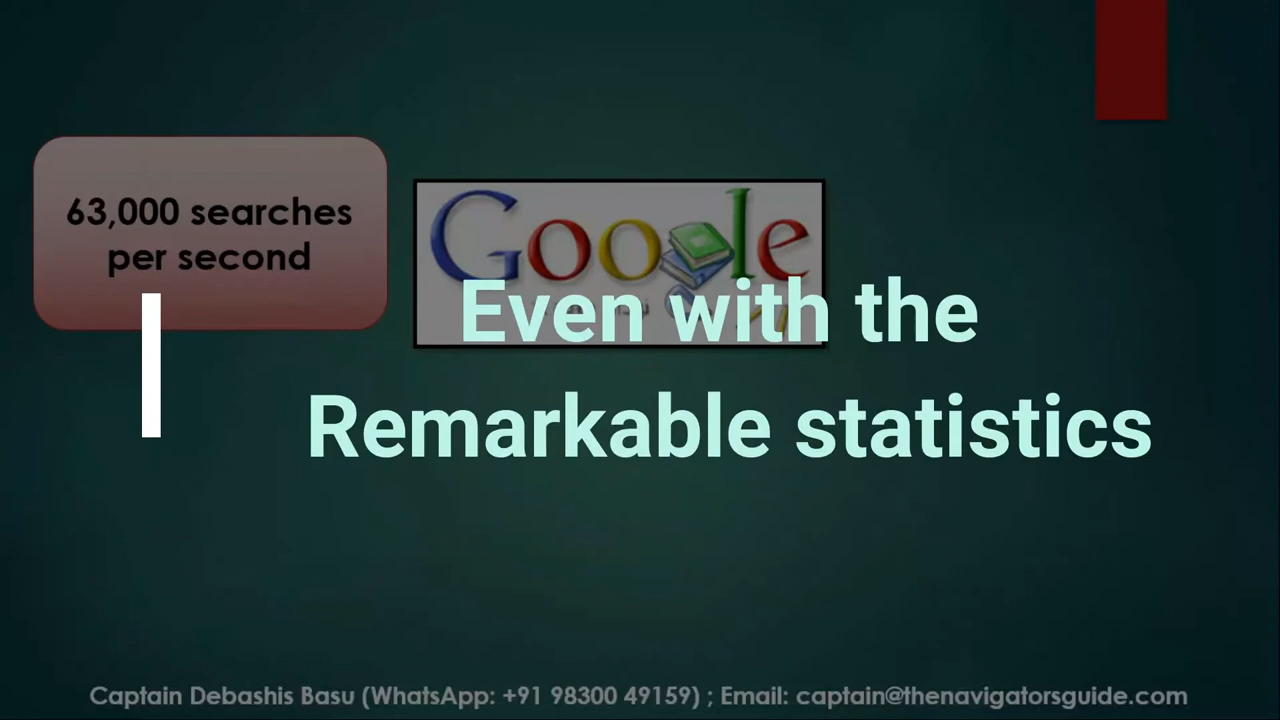 63,000 searches
per second
Google
Even with the
Remarkable statistics
Captain Debashis Basu (WhatsApp: +91 98300 49159) ; Email: captain@thenavigatorsguide.com